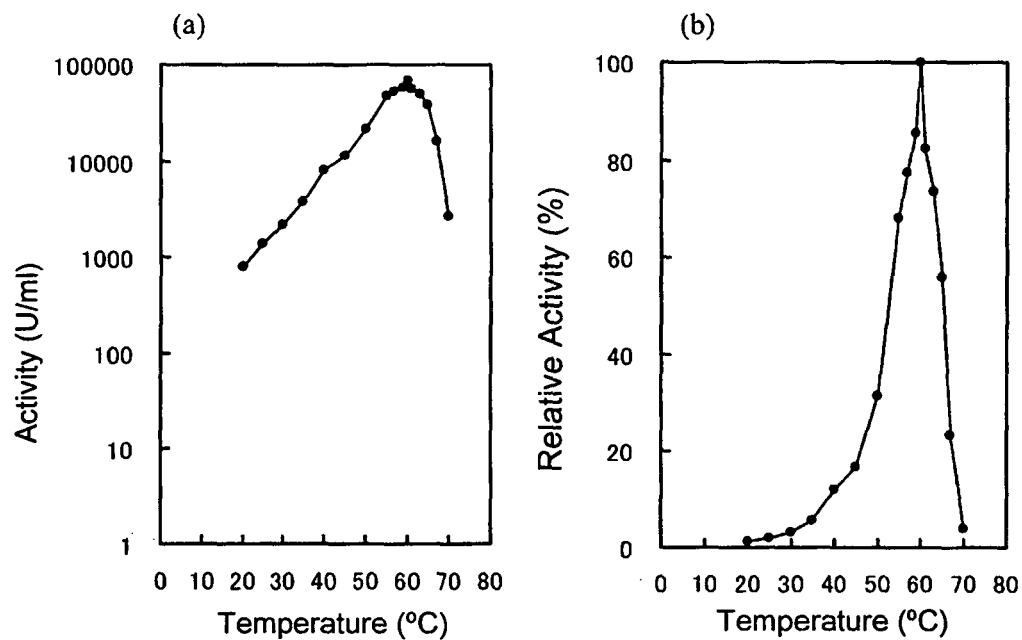 (a)
100000
10000
1000
100
10
1
Activity (U/ml)
0 10 20 30 40 50 60 70 80
Temperature (ºC)
(b)
100
80
60
40
20
0
Relative Activity (%)
0 10 20 30 40 50 60 70 80
Temperature (ºC)